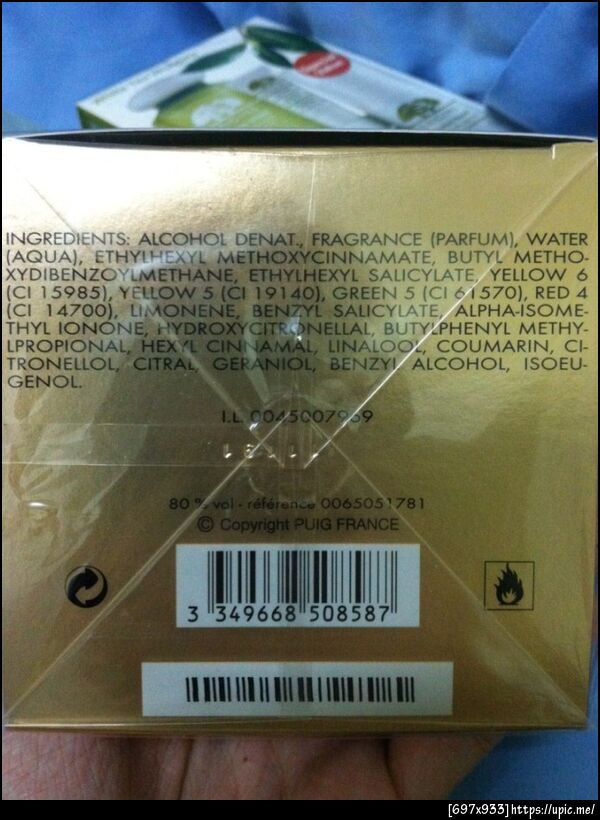 INGREDIENTS: ALCOHOL DENAT., FRAGRANCE (PARFUM), WATER
(AQUA), ETHYLHEXYL METHOXYCINNAMATE, BUTYL METHO-
XYDIBENZOYLMETHANE, ETHYLHEXYL SALICYLATE, YELLOW 6
(CI 15985), YELLOW 5 (CI 19140), GREEN 5 (CI 61570), RED 4
(CI 14700), LIMONENE, BENZYL SALICYLATE, ALPHA-ISOME-
THYL IONONE, HYDROXYCITRONELLAL, BUTYLPHENYL METHY-
LPROPIONAL, HEXYL CINNAMAL, LINALOOL, COUMARIN, CI-
TRONELLOL, CITRAL, GERANIOL, BENZYL ALCOHOL, ISOEU-
GENOL.
I.L. 0045007969
80 % vol - référence 0065051781
© Copyright PUIG FRANCE
3 349668 508587
[697x933]https://upic.me/